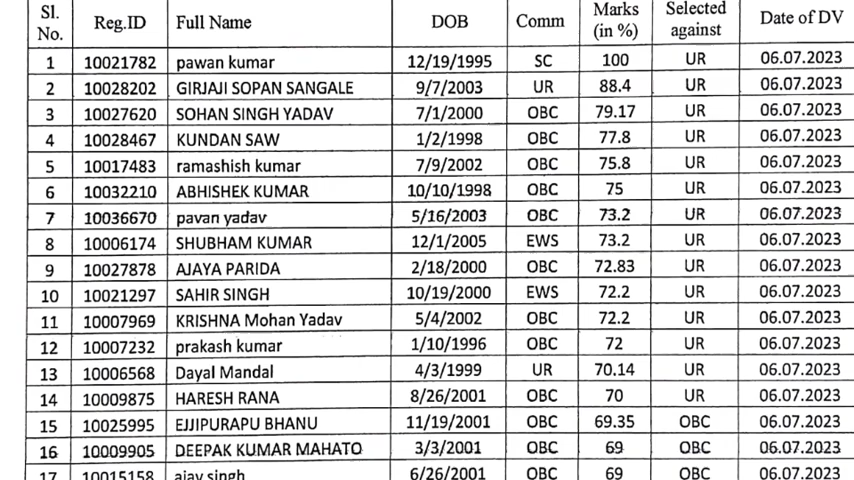 Sl. No. Reg.ID Full Name DOB Comm Marks (in %) Selected against Date of DV
1 10021782 pawan kumar 12/19/1995 SC 100 UR 06.07.2023
2 10028202 GIRJAJI SOPAN SANGALE 9/7/2003 UR 88.4 UR 06.07.2023
3 10027620 SOHAN SINGH YADAV 7/1/2000 OBC 79.17 UR 06.07.2023
4 10028467 KUNDAN SAW 1/2/1998 OBC 77.8 UR 06.07.2023
5 10017483 ramashish kumar 7/9/2002 OBC 75.8 UR 06.07.2023
6 10032210 ABHISHEK KUMAR 10/10/1998 OBC 75 UR 06.07.2023
7 10036670 pavan yadav 5/16/2003 OBC 73.2 UR 06.07.2023
8 10006174 SHUBHAM KUMAR 12/1/2005 EWS 73.2 UR 06.07.2023
9 10027878 AJAYA PARIDA 2/18/2000 OBC 72.83 UR 06.07.2023
10 10021297 SAHIR SINGH 10/19/2000 EWS 72.2 UR 06.07.2023
11 10007969 KRISHNA Mohan Yadav 5/4/2002 OBC 72.2 UR 06.07.2023
12 10007232 prakash kumar 1/10/1996 OBC 72 UR 06.07.2023
13 10006568 Dayal Mandal 4/3/1999 UR 70.14 UR 06.07.2023
14 10009875 HARESH RANA 8/26/2001 OBC 70 UR 06.07.2023
15 10025995 EJJIPURAPU BHANU 11/19/2001 OBC 69.35 OBC 06.07.2023
16 10009905 DEEPAK KUMAR MAHATO 3/3/2001 OBC 69 OBC 06.07.2023
17 10015158 ajay singh 6/26/2001 OBC 69 OBC 06.07.2023